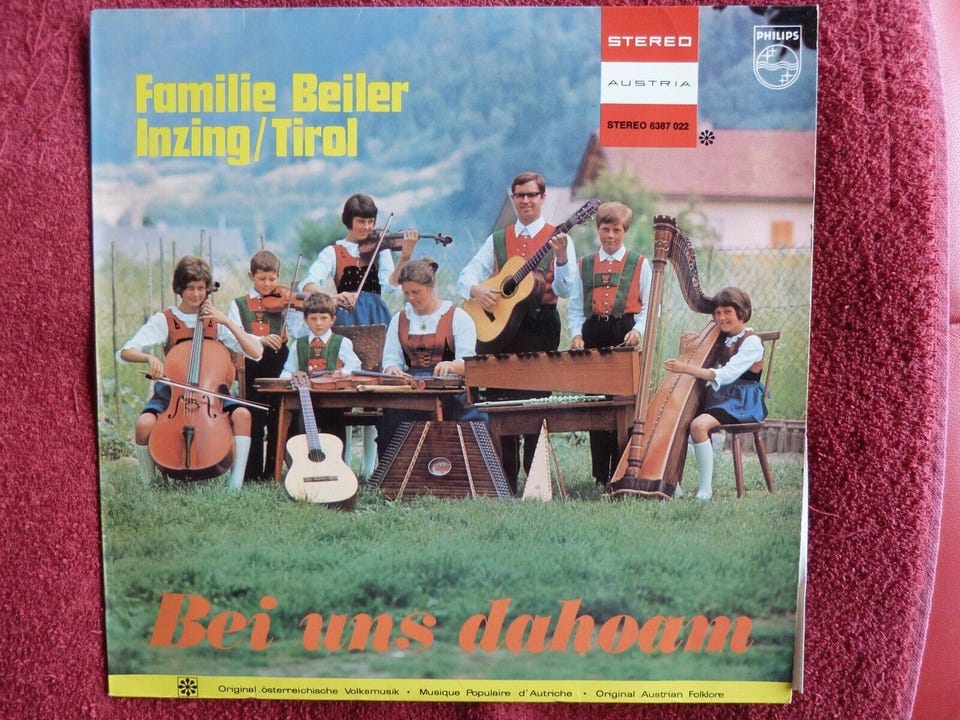 STEREO
PHILIPS
AUSTRIA
Familie Beiler
Inzing/Tirol
STEREO 6387 022
Bei uns dahoam
Original österreichische Volksmusik • Musique Populaire d'Autriche • Original Austrian Folklore